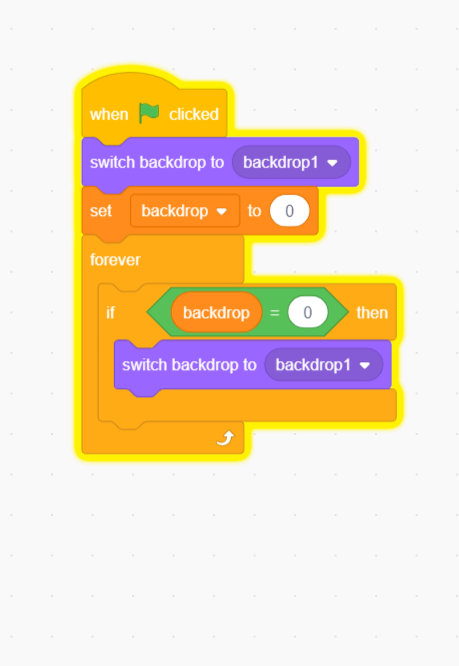 when clicked
switch backdrop to backdrop1
set backdrop to 0
forever
if backdrop = 0 then
switch backdrop to backdrop1